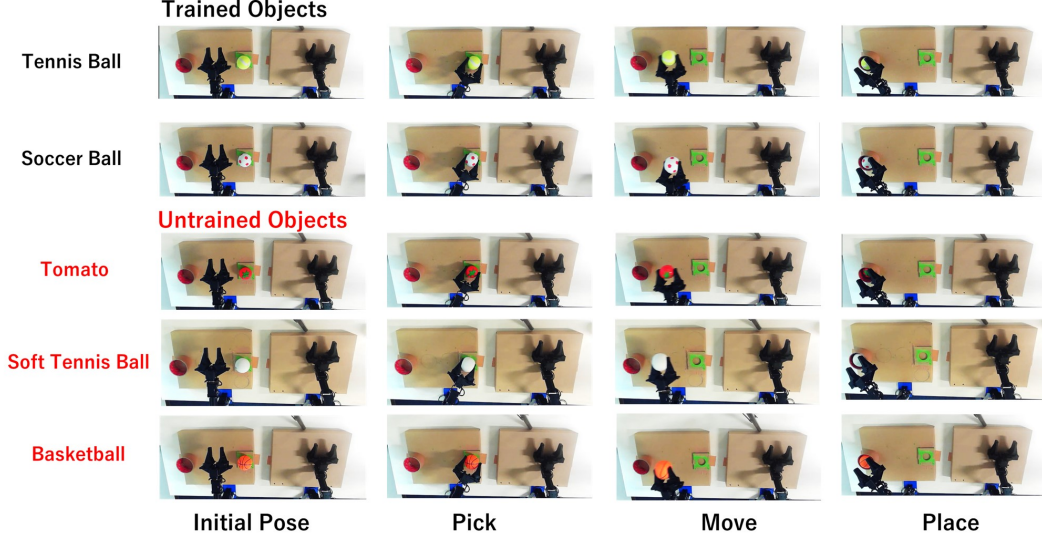 Trained Objects
Tennis Ball
Soccer Ball
Untrained Objects
Tomato
Soft Tennis Ball
Basketball
Initial Pose Pick Move Place